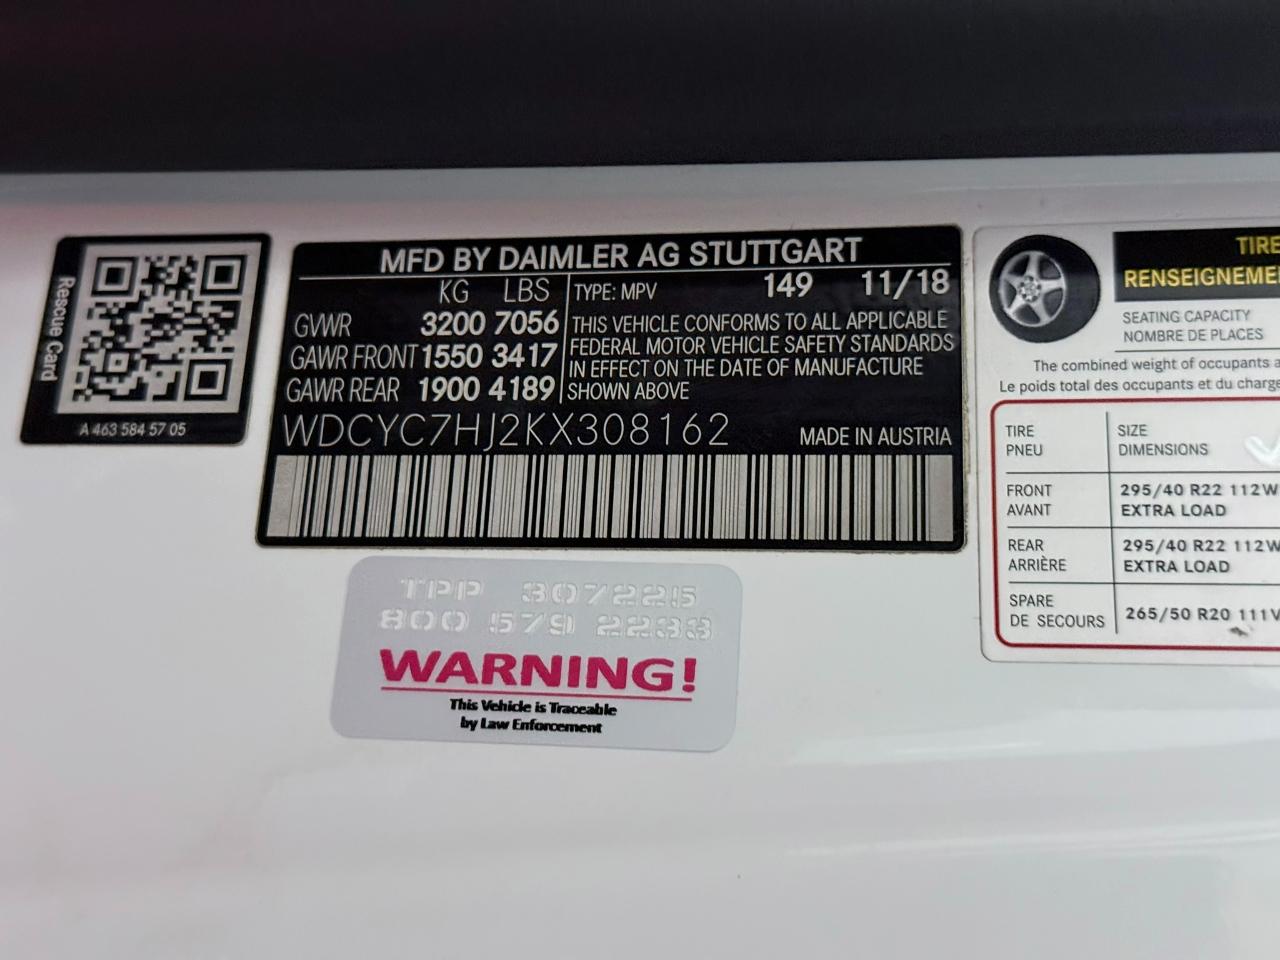 Rescue Card
A 463 584 57 05
MFD BY DAIMLER AG STUTTGART
KG LBS
TYPE: MPV 149 11/18
GVWR 3200 7056
GAWR FRONT 1550 3417
GAWR REAR 1900 4189
THIS VEHICLE CONFORMS TO ALL APPLICABLE
FEDERAL MOTOR VEHICLE SAFETY STANDARDS
IN EFFECT ON THE DATE OF MANUFACTURE
SHOWN ABOVE
WDCYC7HJ2KX308162
MADE IN AUSTRIA
TPP 307225
800 579 2233
WARNING!
This Vehicle is Traceable
by Law Enforcement
TIRE
RENSEIGNEME
SEATING CAPACITY
NOMBRE DE PLACES
The combined weight of occupants a
Le poids total des occupants et du charge
TIRE
PNEU
SIZE
DIMENSIONS
FRONT
AVANT
295/40 R22 112W
EXTRA LOAD
REAR
ARRIÈRE
295/40 R22 112W
EXTRA LOAD
SPARE
DE SECOURS
265/50 R20 111V